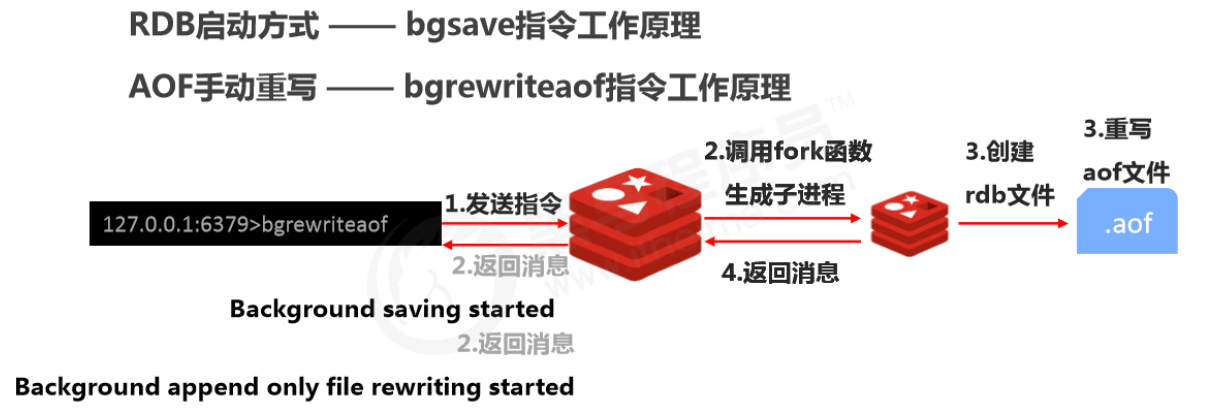 RDB启动方式 —— bgsave指令工作原理
AOF手动重写 —— bgrewriteaof指令工作原理
127.0.0.1:6379>bgrewriteaof
1.发送指令
2.返回消息
Background saving started
2.返回消息
Background append only file rewriting started
2.调用fork函数
生成子进程
4.返回消息
3.创建
rdb文件
3.重写
aof文件
.aof